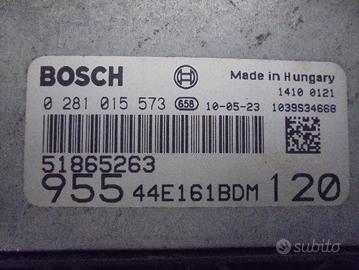 BOSCH
Made in Hungary
1410 0121
0 281 015 573 658 10-05-23 1039S34668
51865263
955 44E161BDM 120
subito